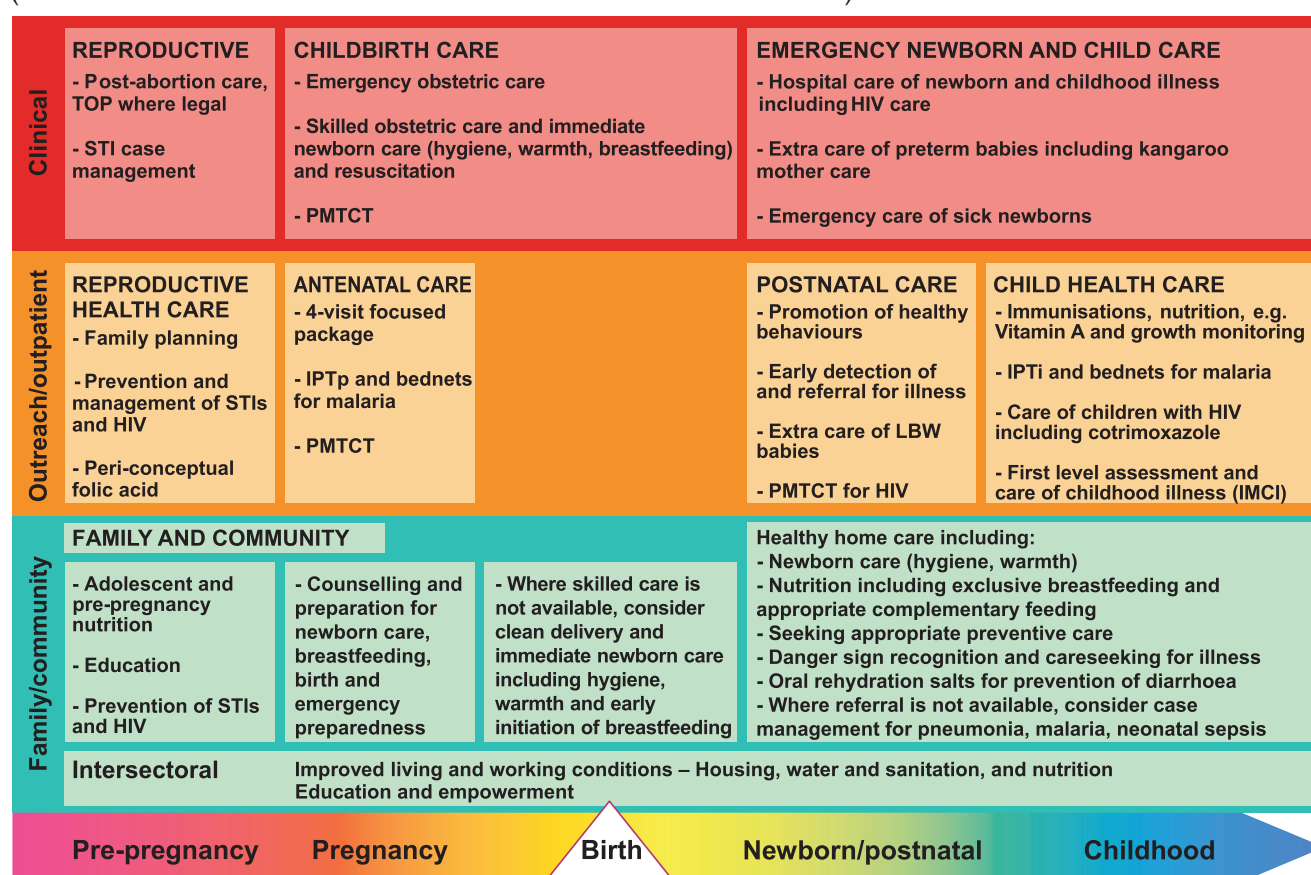 Clinical
REPRODUCTIVE
- Post-abortion care,
TOP where legal
- STI case
management
CHILDBIRTH CARE
- Emergency obstetric care
- Skilled obstetric care and immediate
newborn care (hygiene, warmth, breastfeeding)
and resuscitation
- PMTCT
EMERGENCY NEWBORN AND CHILD CARE
- Hospital care of newborn and childhood illness
including HIV care
- Extra care of preterm babies including kangaroo
mother care
- Emergency care of sick newborns
Outreach/outpatient
REPRODUCTIVE
HEALTH CARE
- Family planning
- Prevention and
management of STIs
and HIV
- Peri-conceptual
folic acid
ANTENATAL CARE
- 4-visit focused
package
- IPTp and bednets
for malaria
- PMTCT
POSTNATAL CARE
- Promotion of healthy
behaviours
- Early detection of
and referral for illness
- Extra care of LBW
babies
- PMTCT for HIV
CHILD HEALTH CARE
- Immunisations, nutrition, e.g.
Vitamin A and growth monitoring
- IPTi and bednets for malaria
- Care of children with HIV
including cotrimoxazole
- First level assessment and
care of childhood illness (IMCI)
Family/community
FAMILY AND COMMUNITY
- Adolescent and
pre-pregnancy
nutrition
- Education
- Prevention of STIs
and HIV
- Counselling and
preparation for
newborn care,
breastfeeding,
birth and
emergency
preparedness
- Where skilled care is
not available, consider
clean delivery and
immediate newborn care
including hygiene,
warmth and early
initiation of breastfeeding
Healthy home care including:
- Newborn care (hygiene, warmth)
- Nutrition including exclusive breastfeeding and
appropriate complementary feeding
- Seeking appropriate preventive care
- Danger sign recognition and careseeking for illness
- Oral rehydration salts for prevention of diarrhoea
- Where referral is not available, consider case
management for pneumonia, malaria, neonatal sepsis
Intersectoral
Improved living and working conditions – Housing, water and sanitation, and nutrition
Education and empowerment
Pre-pregnancy
Pregnancy
Birth
Newborn/postnatal
Childhood